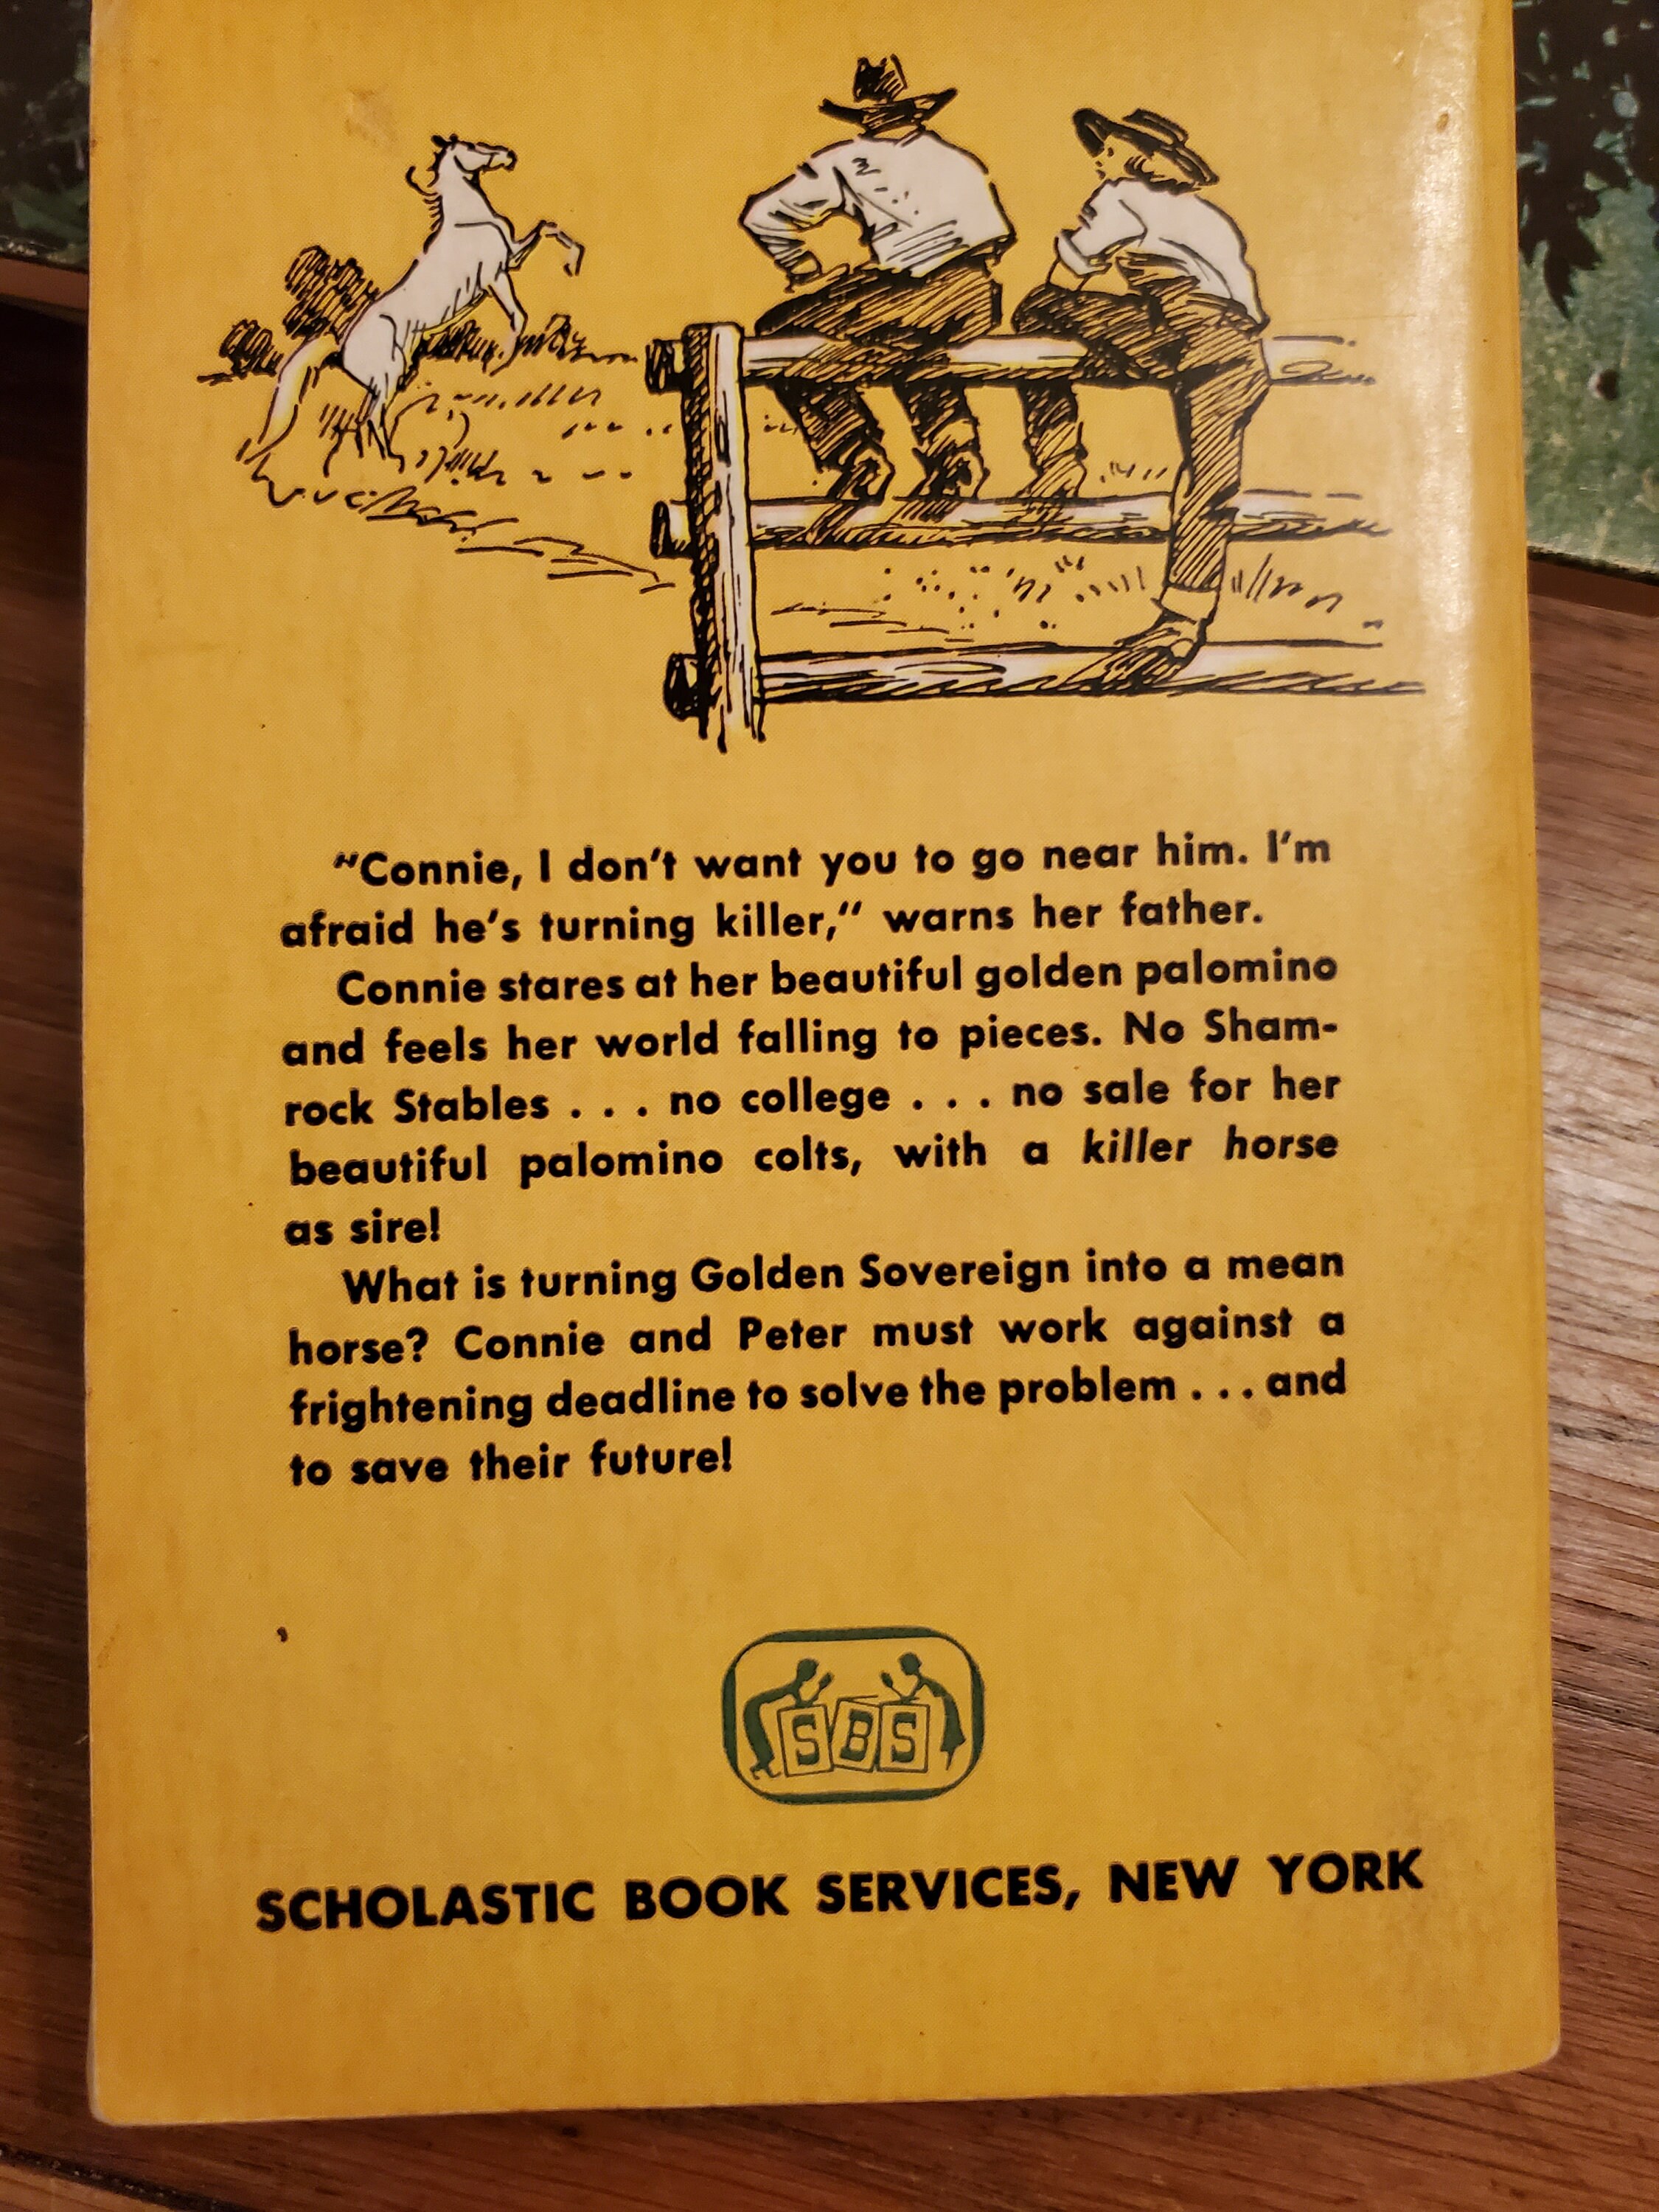 "Connie, I don't want you to go near him. I'm
afraid he's turning killer," warns her father.
Connie stares at her beautiful golden palomino
and feels her world falling to pieces. No Sham-
rock Stables . . . no college . . . no sale for her
beautiful palomino colts, with a killer horse
as sire!
What is turning Golden Sovereign into a mean
horse? Connie and Peter must work against a
frightening deadline to solve the problem . . . and
to save their future!
SBS
SCHOLASTIC BOOK SERVICES, NEW YORK